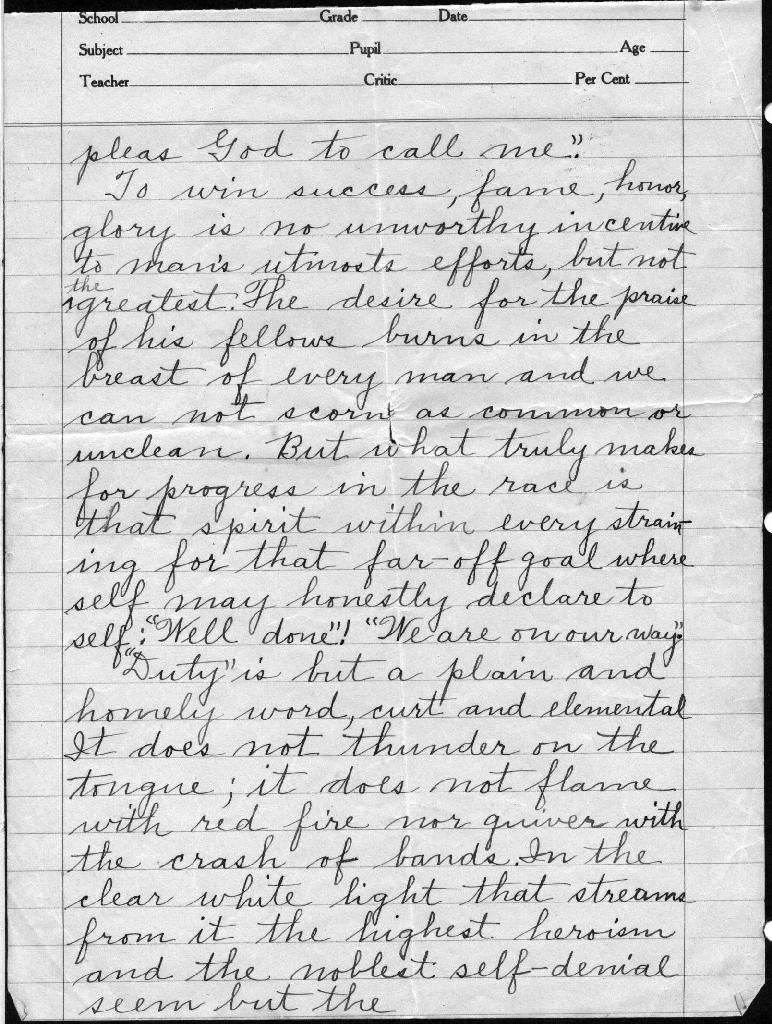 School Grade Date
Subject Pupil Age
Teacher Critic Per Cent
pleas God to call me."
To win success, fame, honor,
glory is no unworthy incentive
to man's utmosts efforts, but not
the
greatest. The desire for the praise
of his fellows burns in the
breast of every man and we
can not scorn as common or
unclean. But what truly makes
for progress in the race is
that spirit within every strain-
ing for that far-off goal where
self may honestly declare to
self: "Well done"! "We are on our way".
"Duty" is but a plain and
homely word, curt and elemental
It does not thunder on the
tongue; it does not flame
with red fire nor quiver with
the crash of bands. In the
clear white light that streams
from it the highest heroism
and the noblest self-denial
seem but the